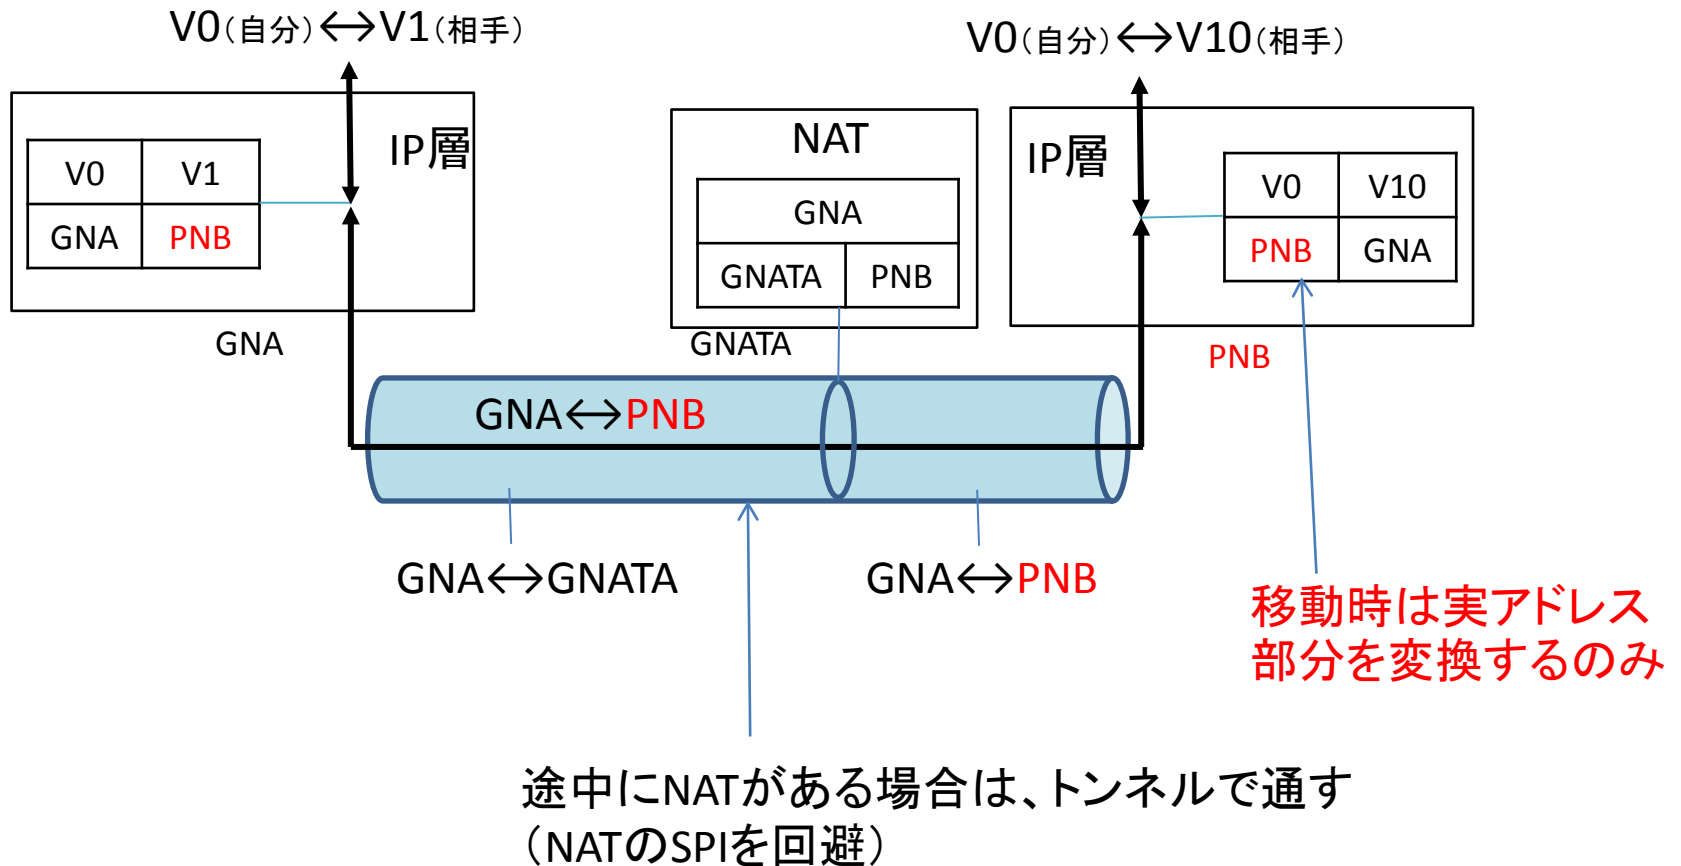 V0（自分）↔V1（相手）
V0（自分）↔V10（相手）
IP層
V0 V1
GNA PNB
GNA
NAT
GNA
GNATA PNB
GNATA
IP層
V0 V10
PNB GNA
PNB
GNA↔PNB
GNA↔GNATA
GNA↔PNB
移動時は実アドレス
部分を変換するのみ
途中にNATがある場合は、トンネルで通す
（NATのSPIを回避）